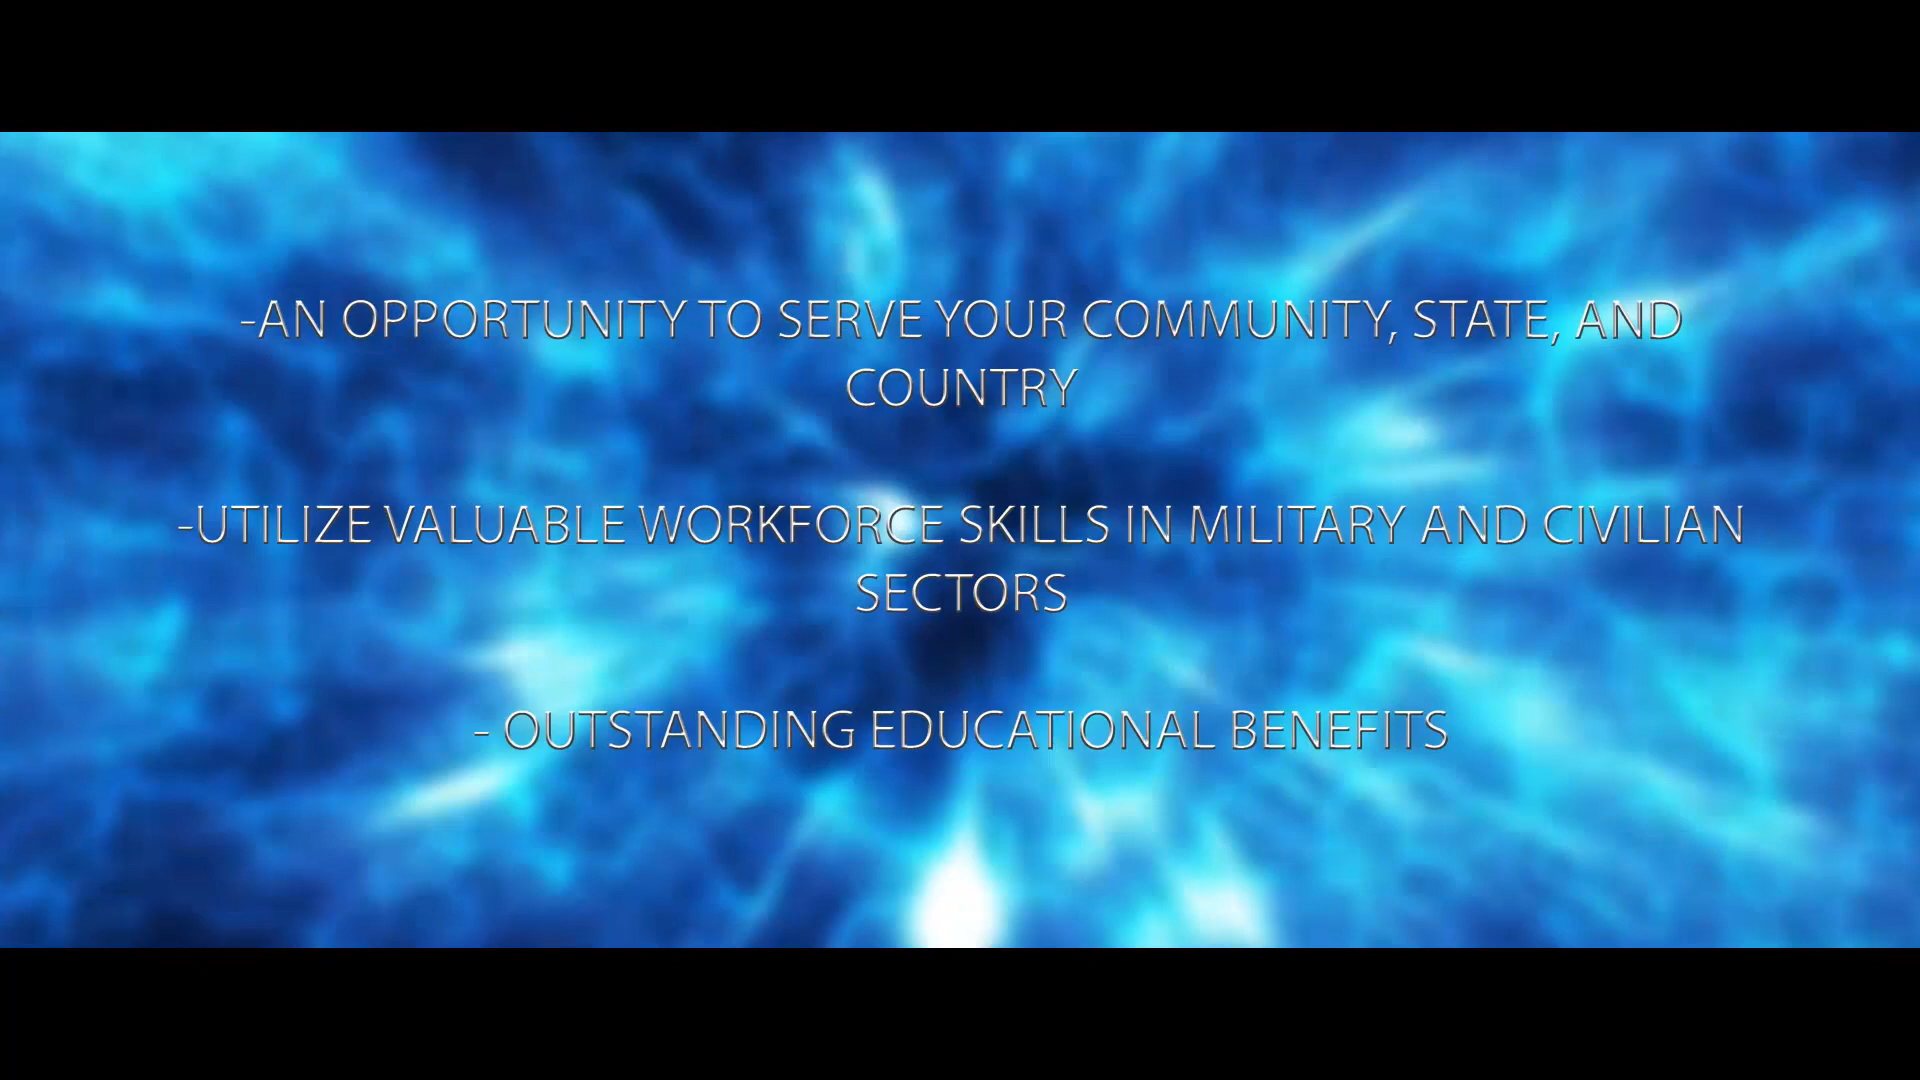 -AN OPPORTUNITY TO SERVE YOUR COMMUNITY, STATE, AND
COUNTRY
-UTILIZE VALUABLE WORKFORCE SKILLS IN MILITARY AND CIVILIAN
SECTORS
- OUTSTANDING EDUCATIONAL BENEFITS